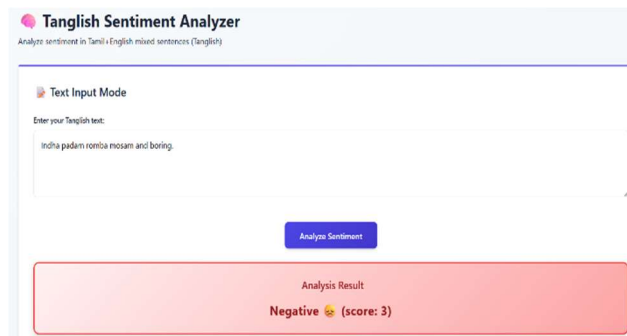 🧠 Tanglish Sentiment Analyzer
Analyze sentiment in Tamil+English mixed sentences (Tanglish)
📝 Text Input Mode
Enter your Tanglish text:
Indha padam romba mosam and boring.
Analyze Sentiment
Analysis Result
Negative 😞 (score: 3)